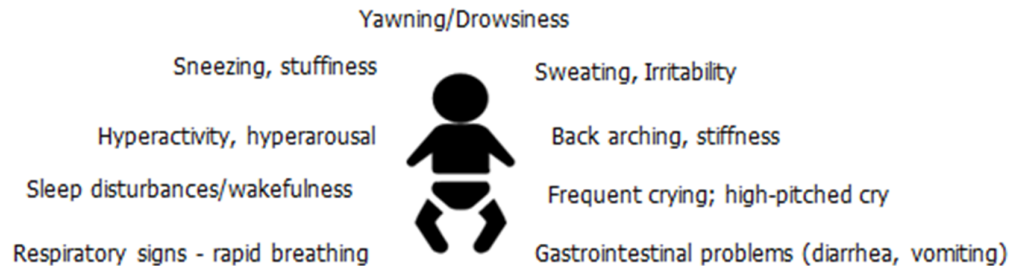 Yawning/Drowsiness
Sneezing, stuffiness
Sweating, Irritability
Hyperactivity, hyperarousal
Back arching, stiffness
Sleep disturbances/wakefulness
Frequent crying; high-pitched cry
Respiratory signs - rapid breathing
Gastrointestinal problems (diarrhea, vomiting)